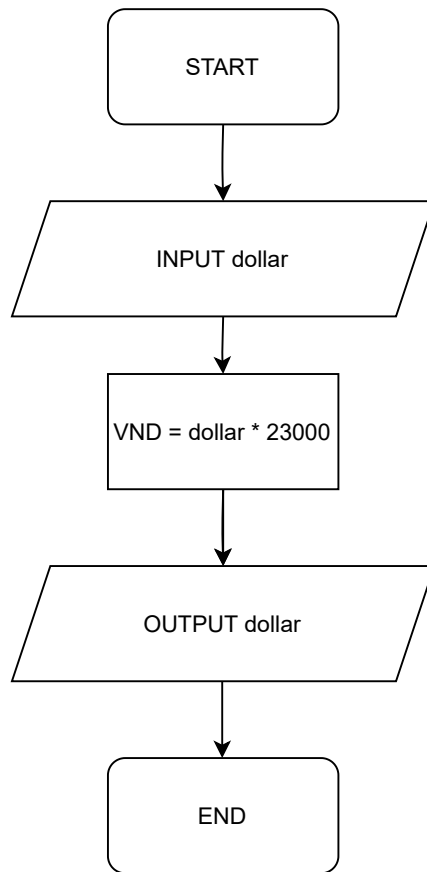 START
INPUT dollar
VND = dollar * 23000
OUTPUT dollar
END